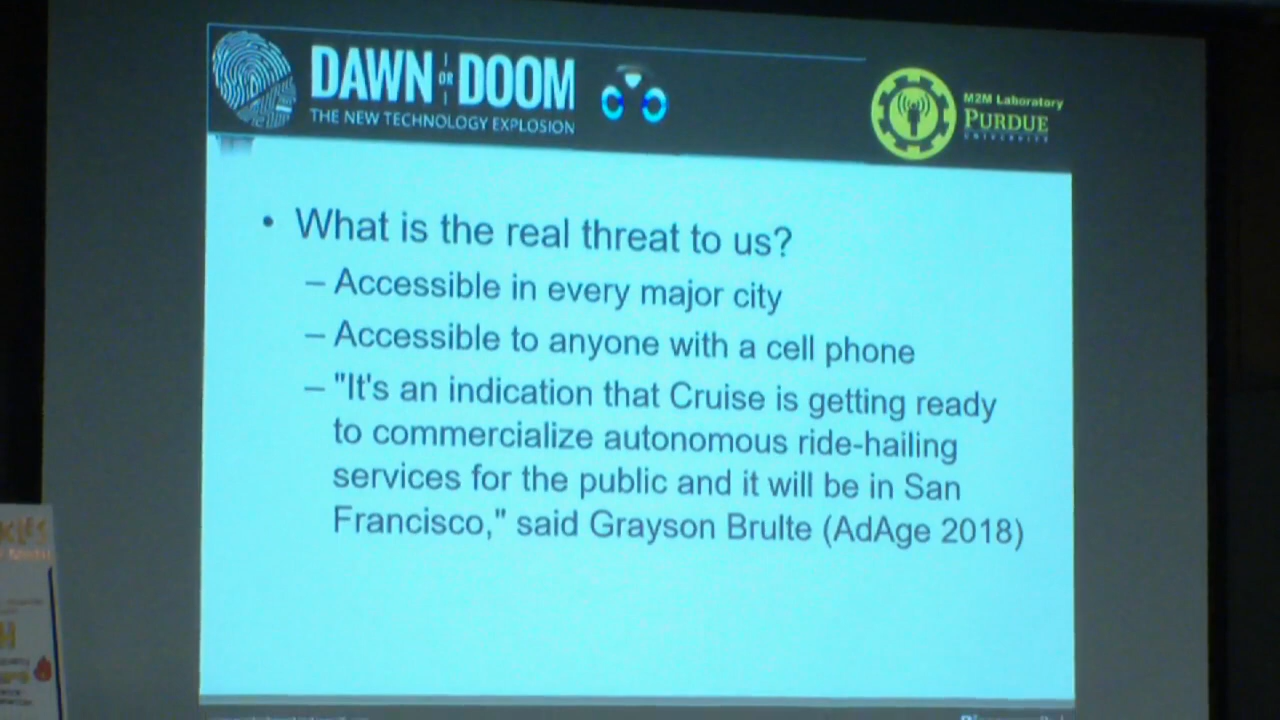 DAWN OR DOOM
THE NEW TECHNOLOGY EXPLOSION
M2M Laboratory
PURDUE
UNIVERSITY
• What is the real threat to us?
– Accessible in every major city
– Accessible to anyone with a cell phone
– "It's an indication that Cruise is getting ready
to commercialize autonomous ride-hailing
services for the public and it will be in San
Francisco," said Grayson Brulte (AdAge 2018)